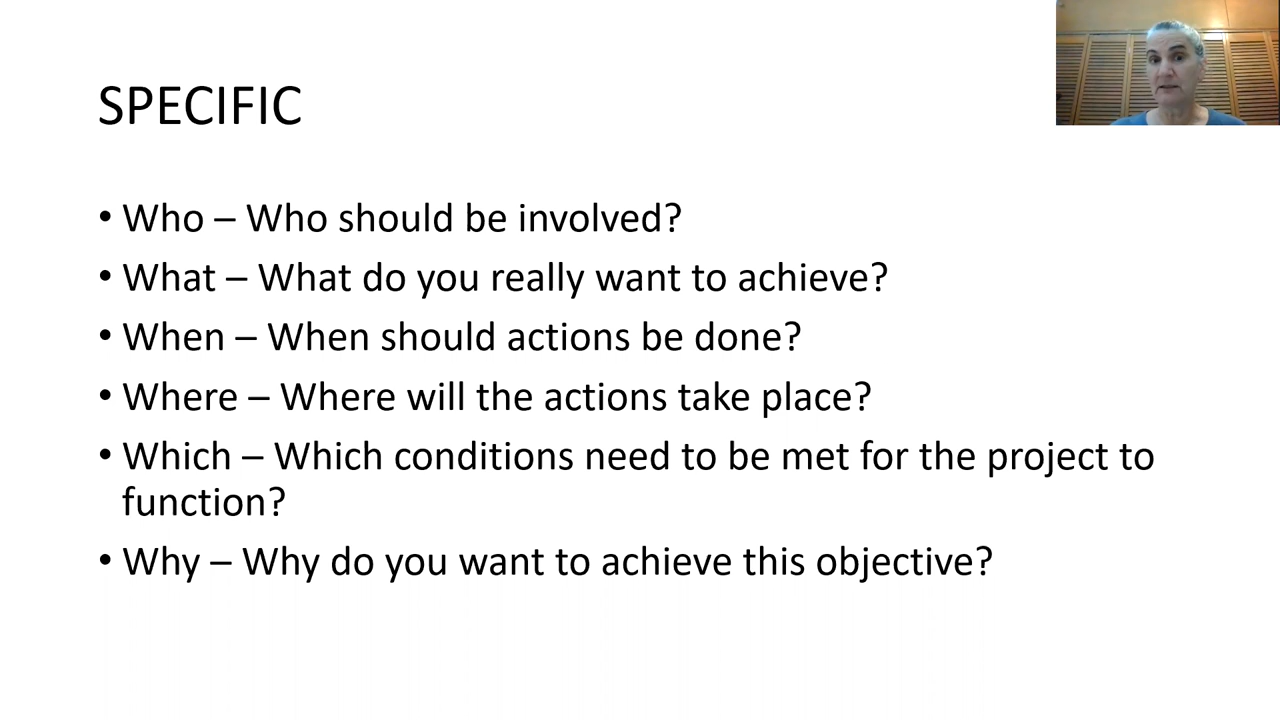 SPECIFIC
• Who – Who should be involved?
• What – What do you really want to achieve?
• When – When should actions be done?
• Where – Where will the actions take place?
• Which – Which conditions need to be met for the project to
function?
• Why – Why do you want to achieve this objective?